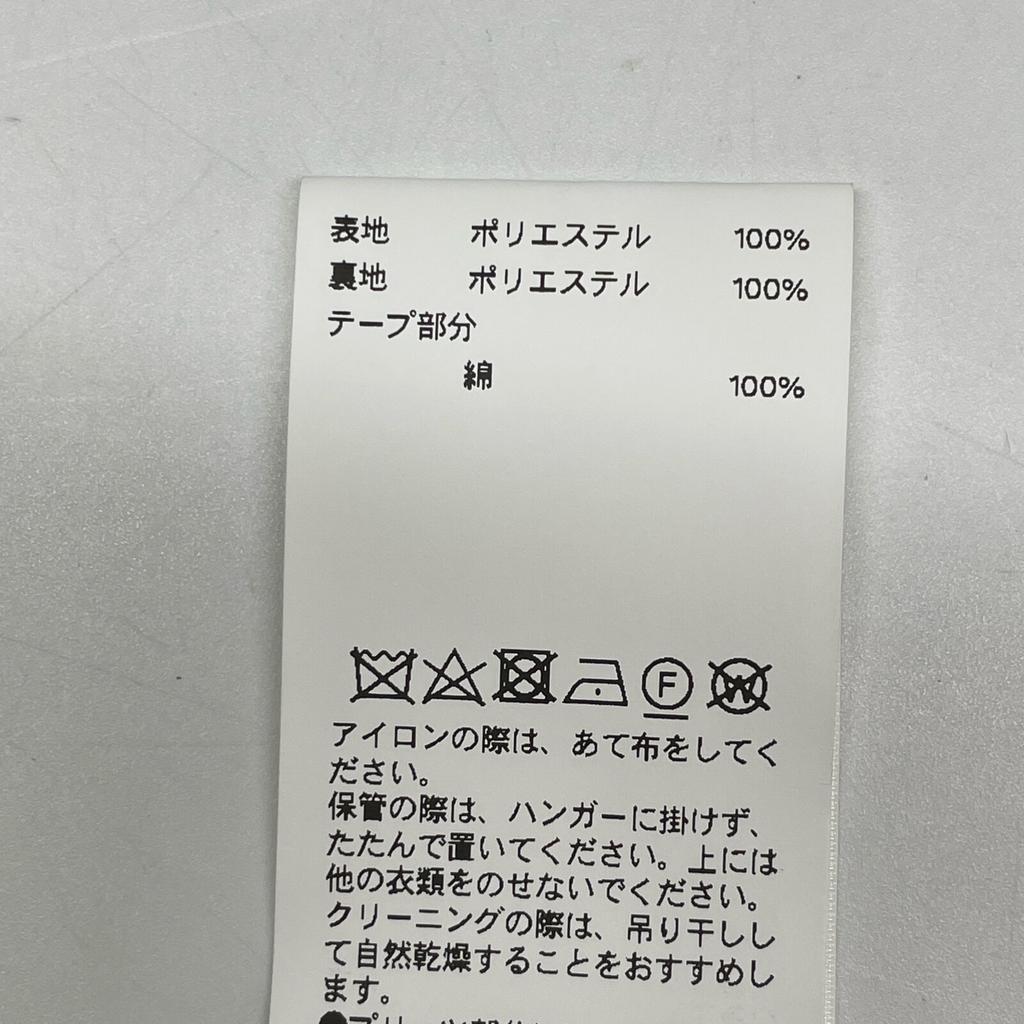 表地 ポリエステル 100%
裏地 ポリエステル 100%
テープ部分
綿 100%
F W
アイロンの際は、あて布をしてく
ださい。
保管の際は、ハンガーに掛けず、
たたんで置いてください。上には
他の衣類をのせないでください。
クリーニングの際は、吊り干しし
て自然乾燥することをおすすめし
ます。